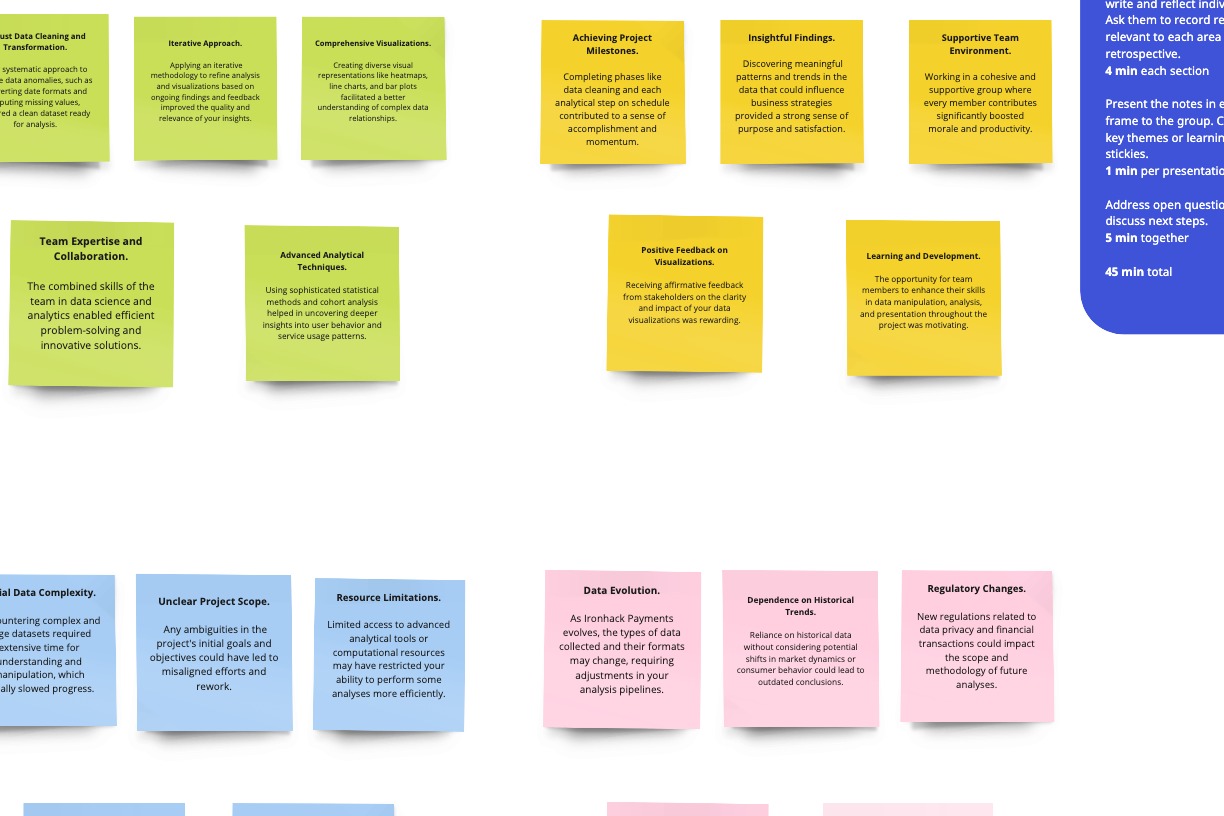 ust Data Cleaning and
Transformation.
systematic approach to
e data anomalies, such as
erting date formats and
puting missing values,
red a clean dataset ready
for analysis.
Iterative Approach.
Applying an iterative
methodology to refine analysis
and visualizations based on
ongoing findings and feedback
improved the quality and
relevance of your insights.
Comprehensive Visualizations.
Creating diverse visual
representations like heatmaps,
line charts, and bar plots
facilitated a better
understanding of complex data
relationships.
Achieving Project
Milestones.
Completing phases like
data cleaning and each
analytical step on schedule
contributed to a sense of
accomplishment and
momentum.
Insightful Findings.
Discovering meaningful
patterns and trends in the
data that could influence
business strategies
provided a strong sense of
purpose and satisfaction.
Supportive Team
Environment.
Working in a cohesive and
supportive group where
every member contributes
significantly boosted
morale and productivity.
write and reflect indiv
Ask them to record re
relevant to each area
retrospective.
4 min each section
Present the notes in e
frame to the group. C
key themes or learnin
stickies.
1 min per presentatio
Address open questio
discuss next steps.
5 min together
45 min total
Team Expertise and
Collaboration.
The combined skills of the
team in data science and
analytics enabled efficient
problem-solving and
innovative solutions.
Advanced Analytical
Techniques.
Using sophisticated statistical
methods and cohort analysis
helped in uncovering deeper
insights into user behavior and
service usage patterns.
Positive Feedback on
Visualizations.
Receiving affirmative feedback
from stakeholders on the clarity
and impact of your data
visualizations was rewarding.
Learning and Development.
The opportunity for team
members to enhance their skills
in data manipulation, analysis,
and presentation throughout the
project was motivating.
ial Data Complexity.
ountering complex and
ge datasets required
extensive time for
understanding and
manipulation, which
ally slowed progress.
Unclear Project Scope.
Any ambiguities in the
project's initial goals and
objectives could have led to
misaligned efforts and
rework.
Resource Limitations.
Limited access to advanced
analytical tools or
computational resources
may have restricted your
ability to perform some
analyses more efficiently.
Data Evolution.
As Ironhack Payments
evolves, the types of data
collected and their formats
may change, requiring
adjustments in your
analysis pipelines.
Dependence on Historical
Trends.
Reliance on historical data
without considering potential
shifts in market dynamics or
consumer behavior could lead to
outdated conclusions.
Regulatory Changes.
New regulations related to
data privacy and financial
transactions could impact
the scope and
methodology of future
analyses.